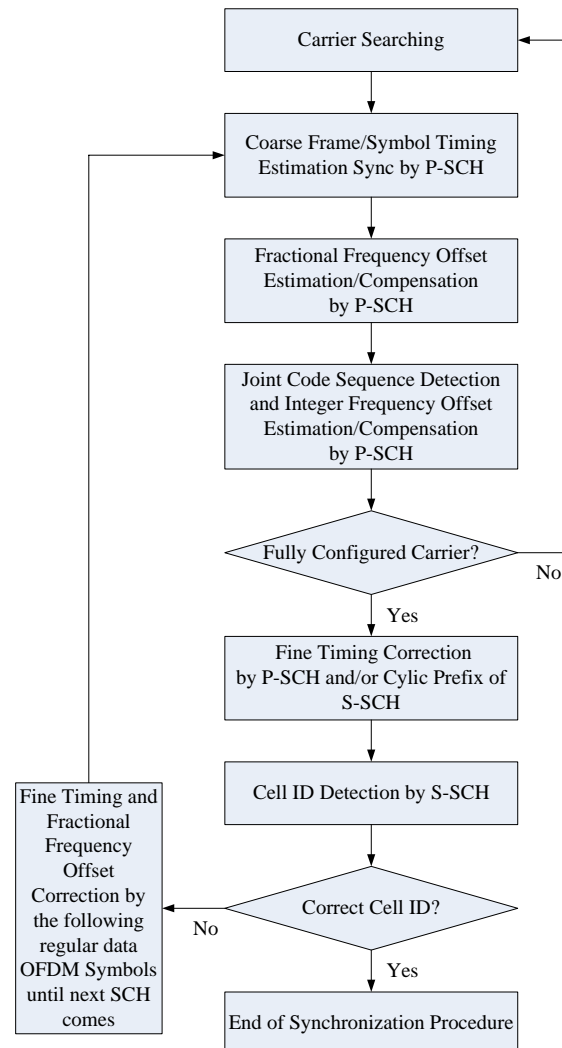 Carrier Searching
Coarse Frame/Symbol Timing
Estimation Sync by P-SCH
Fractional Frequency Offset
Estimation/Compensation
by P-SCH
Joint Code Sequence Detection
and Integer Frequency Offset
Estimation/Compensation
by P-SCH
Fully Configured Carrier?
No
Yes
Fine Timing Correction
by P-SCH and/or Cylic Prefix of
S-SCH
Cell ID Detection by S-SCH
Fine Timing and
Fractional
Frequency
Offset
Correction by
the following
regular data
OFDM Symbols
until next SCH
comes
Correct Cell ID?
No
Yes
End of Synchronization Procedure